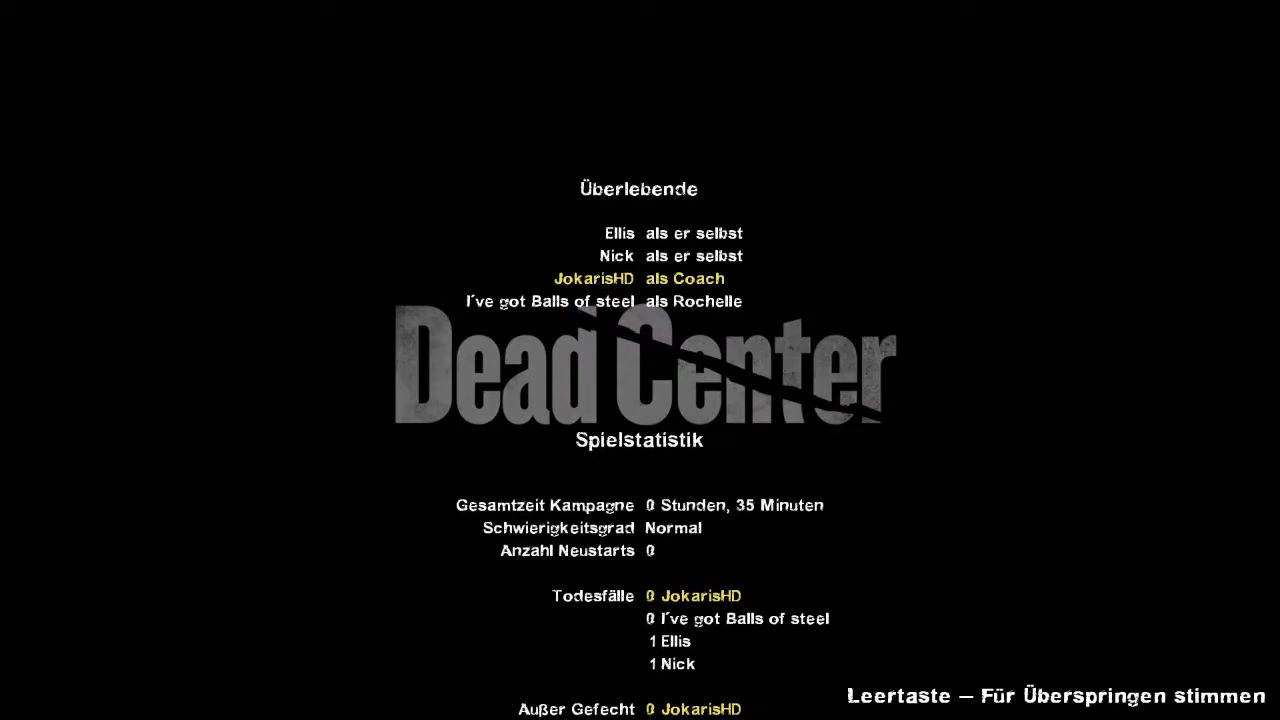 Überlebende
Ellis als er selbst
Nick als er selbst
JokarisHD als Coach
I´ve got Balls of steel als Rochelle
Dead Center
Spielstatistik
Gesamtzeit Kampagne 0 Stunden, 35 Minuten
Schwierigkeitsgrad Normal
Anzahl Neustarts 0
Todesfälle 0 JokarisHD
0 I´ve got Balls of steel
1 Ellis
1 Nick
Außer Gefecht 0 JokarisHD
Leertaste – Für Überspringen stimmen